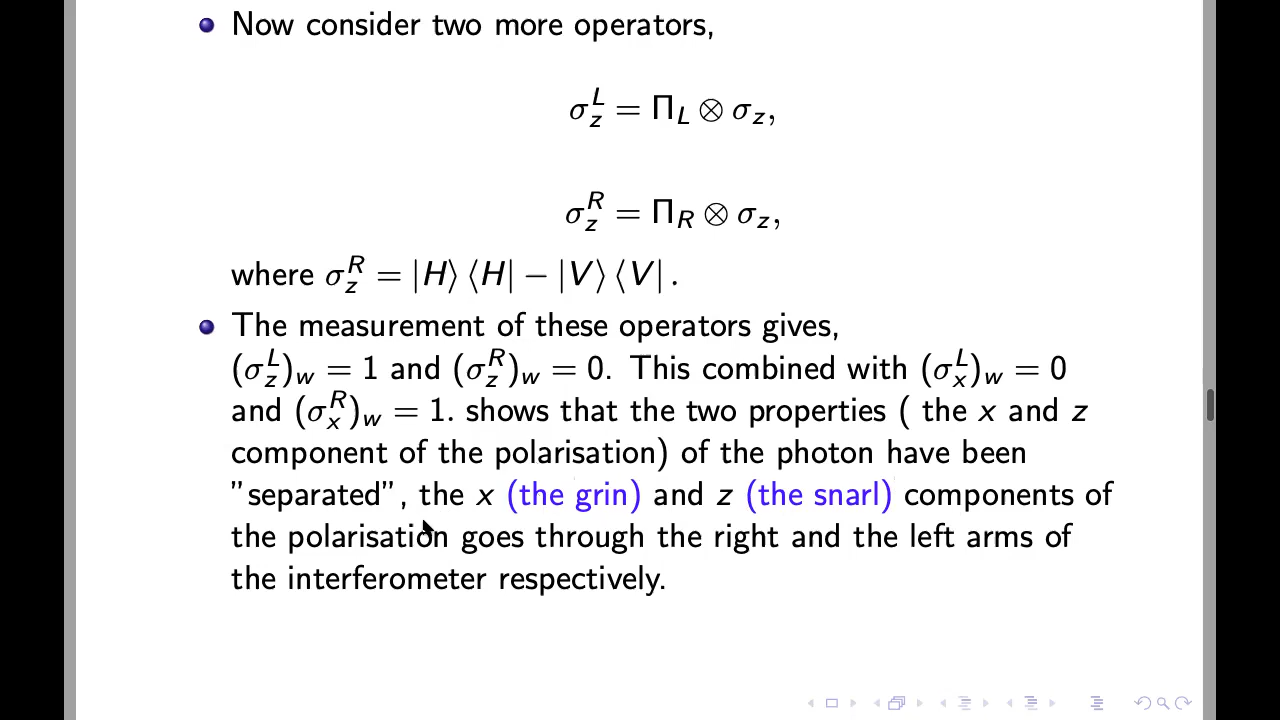 Now consider two more operators,
σ_z^L = Π_L ⊗ σ_z,
σ_z^R = Π_R ⊗ σ_z,
where σ_z^R = |H⟩ ⟨H| − |V⟩ ⟨V| .
The measurement of these operators gives,
(σ_z^L)_w = 1 and (σ_z^R)_w = 0. This combined with (σ_x^L)_w = 0
and (σ_x^R)_w = 1. shows that the two properties ( the x and z
component of the polarisation) of the photon have been
”separated”, the x (the grin) and z (the snarl) components of
the polarisation goes through the right and the left arms of
the interferometer respectively.